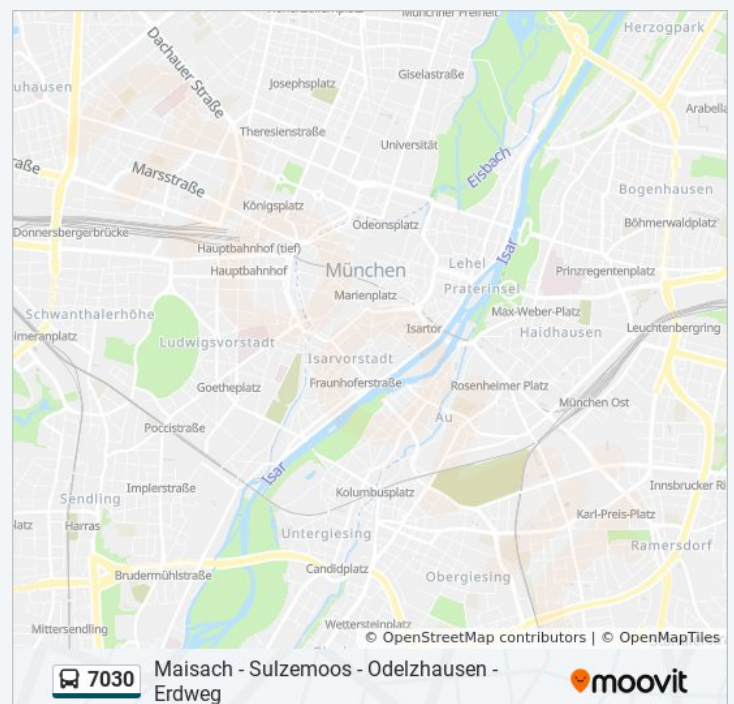 Münchner Freiheit
Herzogpark
Dachauer Straße
Giselastraße
Josephsplatz
uhausen
Arabella
Theresienstraße
Universität
Eisbach
aße
Marsstraße
Bogenhausen
Königsplatz
Odeonsplatz
Böhmerwaldplatz
Donnersbergerbrücke
Hauptbahnhof (tief)
Isar
Lehel
Hauptbahnhof
München
Prinzregentenplatz
Praterinsel
Marienplatz
Max-Weber-Platz
Schwanthalerhöhe
Isartor
Haidhausen
Leuchtenbergring
imeranplatz
Ludwigsvorstadt
Isarvorstadt
Goetheplatz
Fraunhoferstraße
Rosenheimer Platz
München Ost
Au
Poccistraße
Isar
Innsbrucker Ri
Implerstraße
Kolumbusplatz
Sendling
Karl-Preis-Platz
latz
Harras
Untergiesing
Ramersdorf
Candidplatz
Brudermühlstraße
Obergiesing
Wettersteinplatz
Mittersendling
© OpenStreetMap contributors | © OpenMapTiles
7030
Maisach - Sulzemoos - Odelzhausen -
Erdweg
moovit